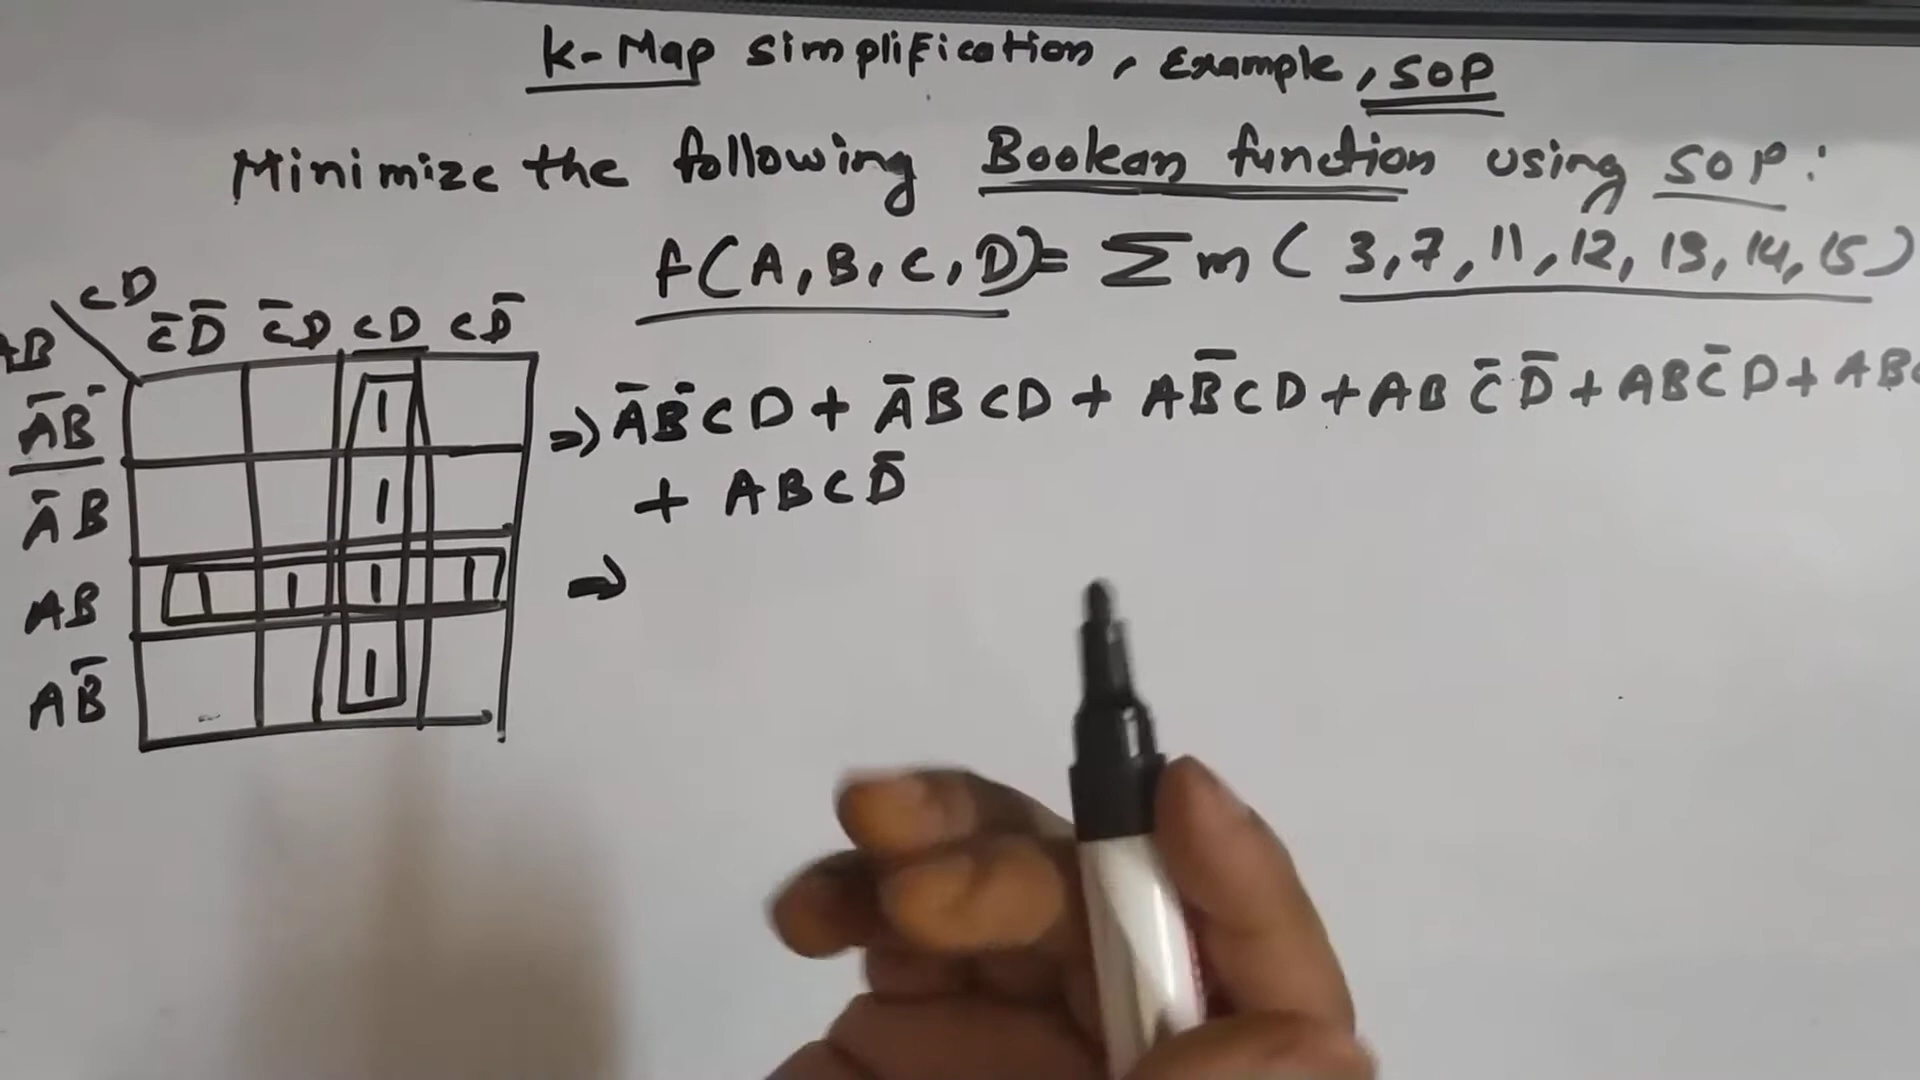 K-Map simplification, Example, SOP
Minimize the following Boolean function using SOP:
f(A,B,C,D)= Σm( 3,7,11,12,13,14,15)
CD
AB
C̄D̄ C̄D CD CD̄
ĀB̄ 1
ĀB 1
AB 1 1 1 1
AB̄ 1
⇒ ĀB̄CD + ĀBCD + AB̄CD + ABC̄D̄ + ABC̄D + ABC
+ ABCD̄
⇒